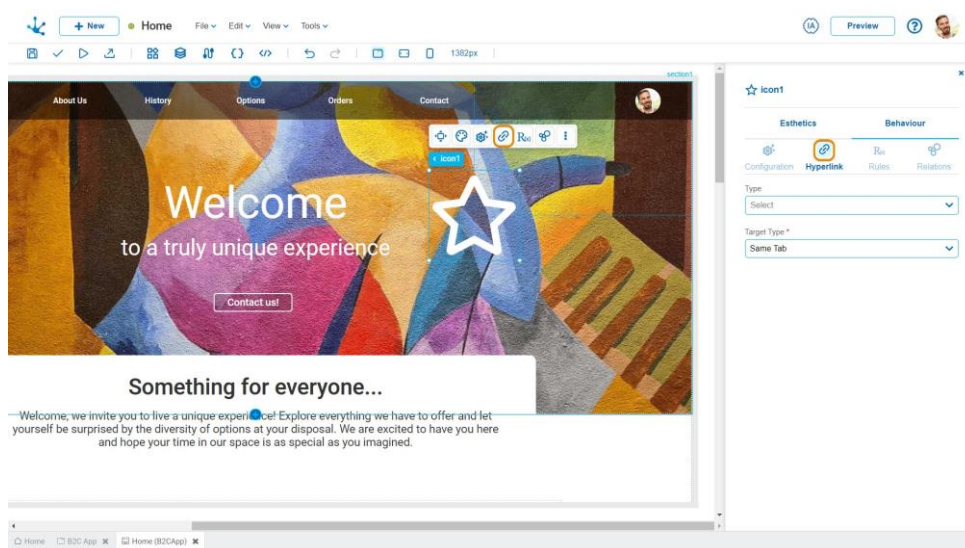 + New
Home
File
Edit
View
Tools
IA
Preview
?
1382px
section1
About Us
History
Options
Orders
Contact
icon1
Welcome
to a truly unique experience
Contact us!
Something for everyone...
Welcome, we invite you to live a unique experience! Explore everything we have to offer and let
yourself be surprised by the diversity of options at your disposal. We are excited to have you here
and hope your time in our space is as special as you imagined.
icon1
Esthetics
Behaviour
Configuration
Hyperlink
Rules
Relations
Type
Select
Target Type *
Same Tab
Home
B2C App
Home (B2CApp)